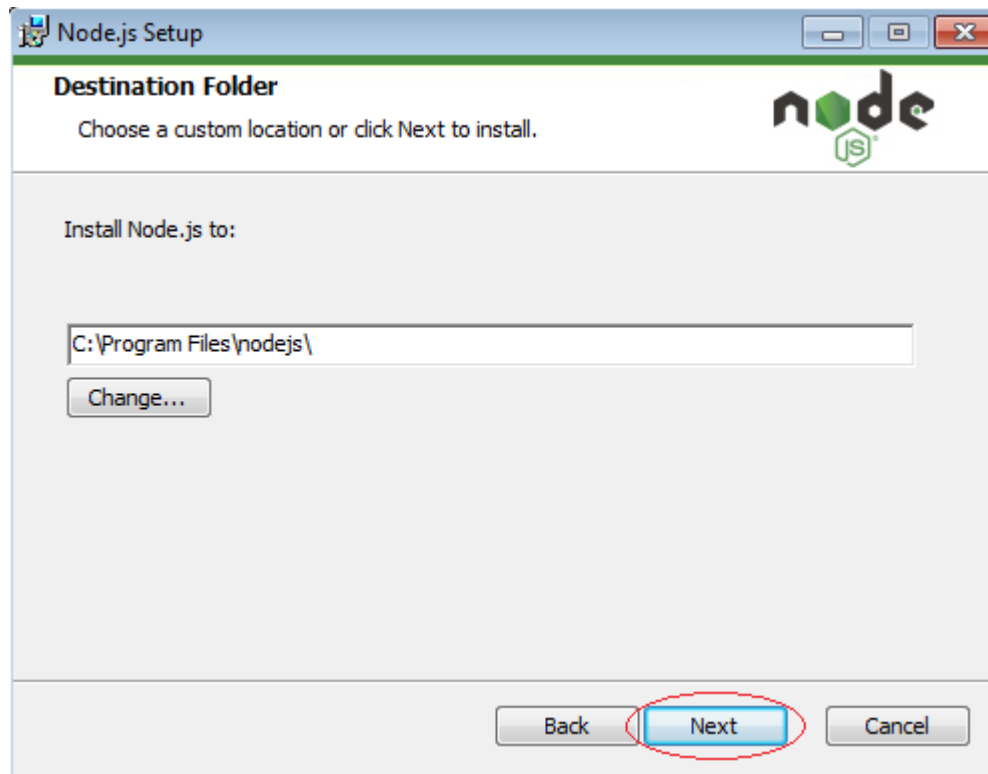 Node.js Setup
Destination Folder
Choose a custom location or click Next to install.
node
JS
Install Node.js to:
C:\Program Files\nodejs\
Change...
Back Next Cancel